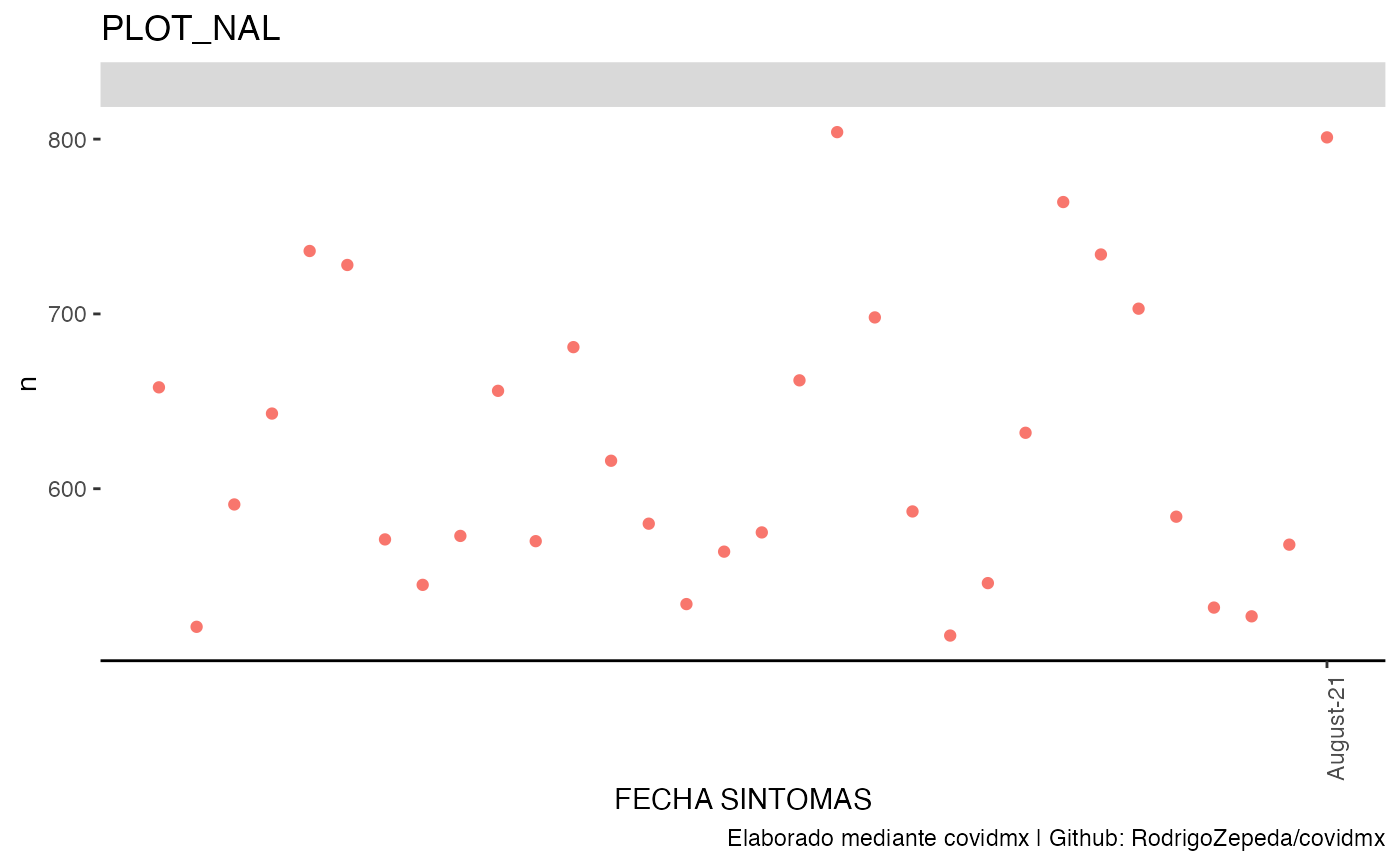 PLOT_NAL
800
700
600
n
August-21
FECHA SINTOMAS
Elaborado mediante covidmx | Github: RodrigoZepeda/covidmx